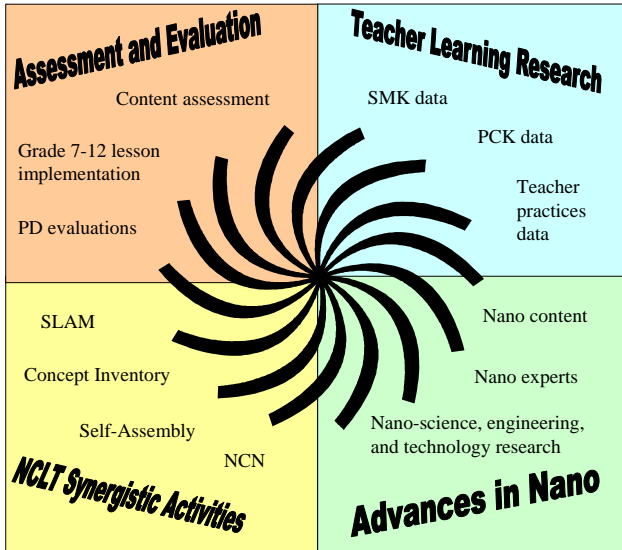 Assessment and Evaluation
Content assessment
Grade 7-12 lesson
implementation
PD evaluations
Teacher Learning Research
SMK data
PCK data
Teacher
practices
data
SLAM
Concept Inventory
Self-Assembly
NCN
NCLT Synergistic Activities
Nano content
Nano experts
Nano-science, engineering,
and technology research
Advances in Nano